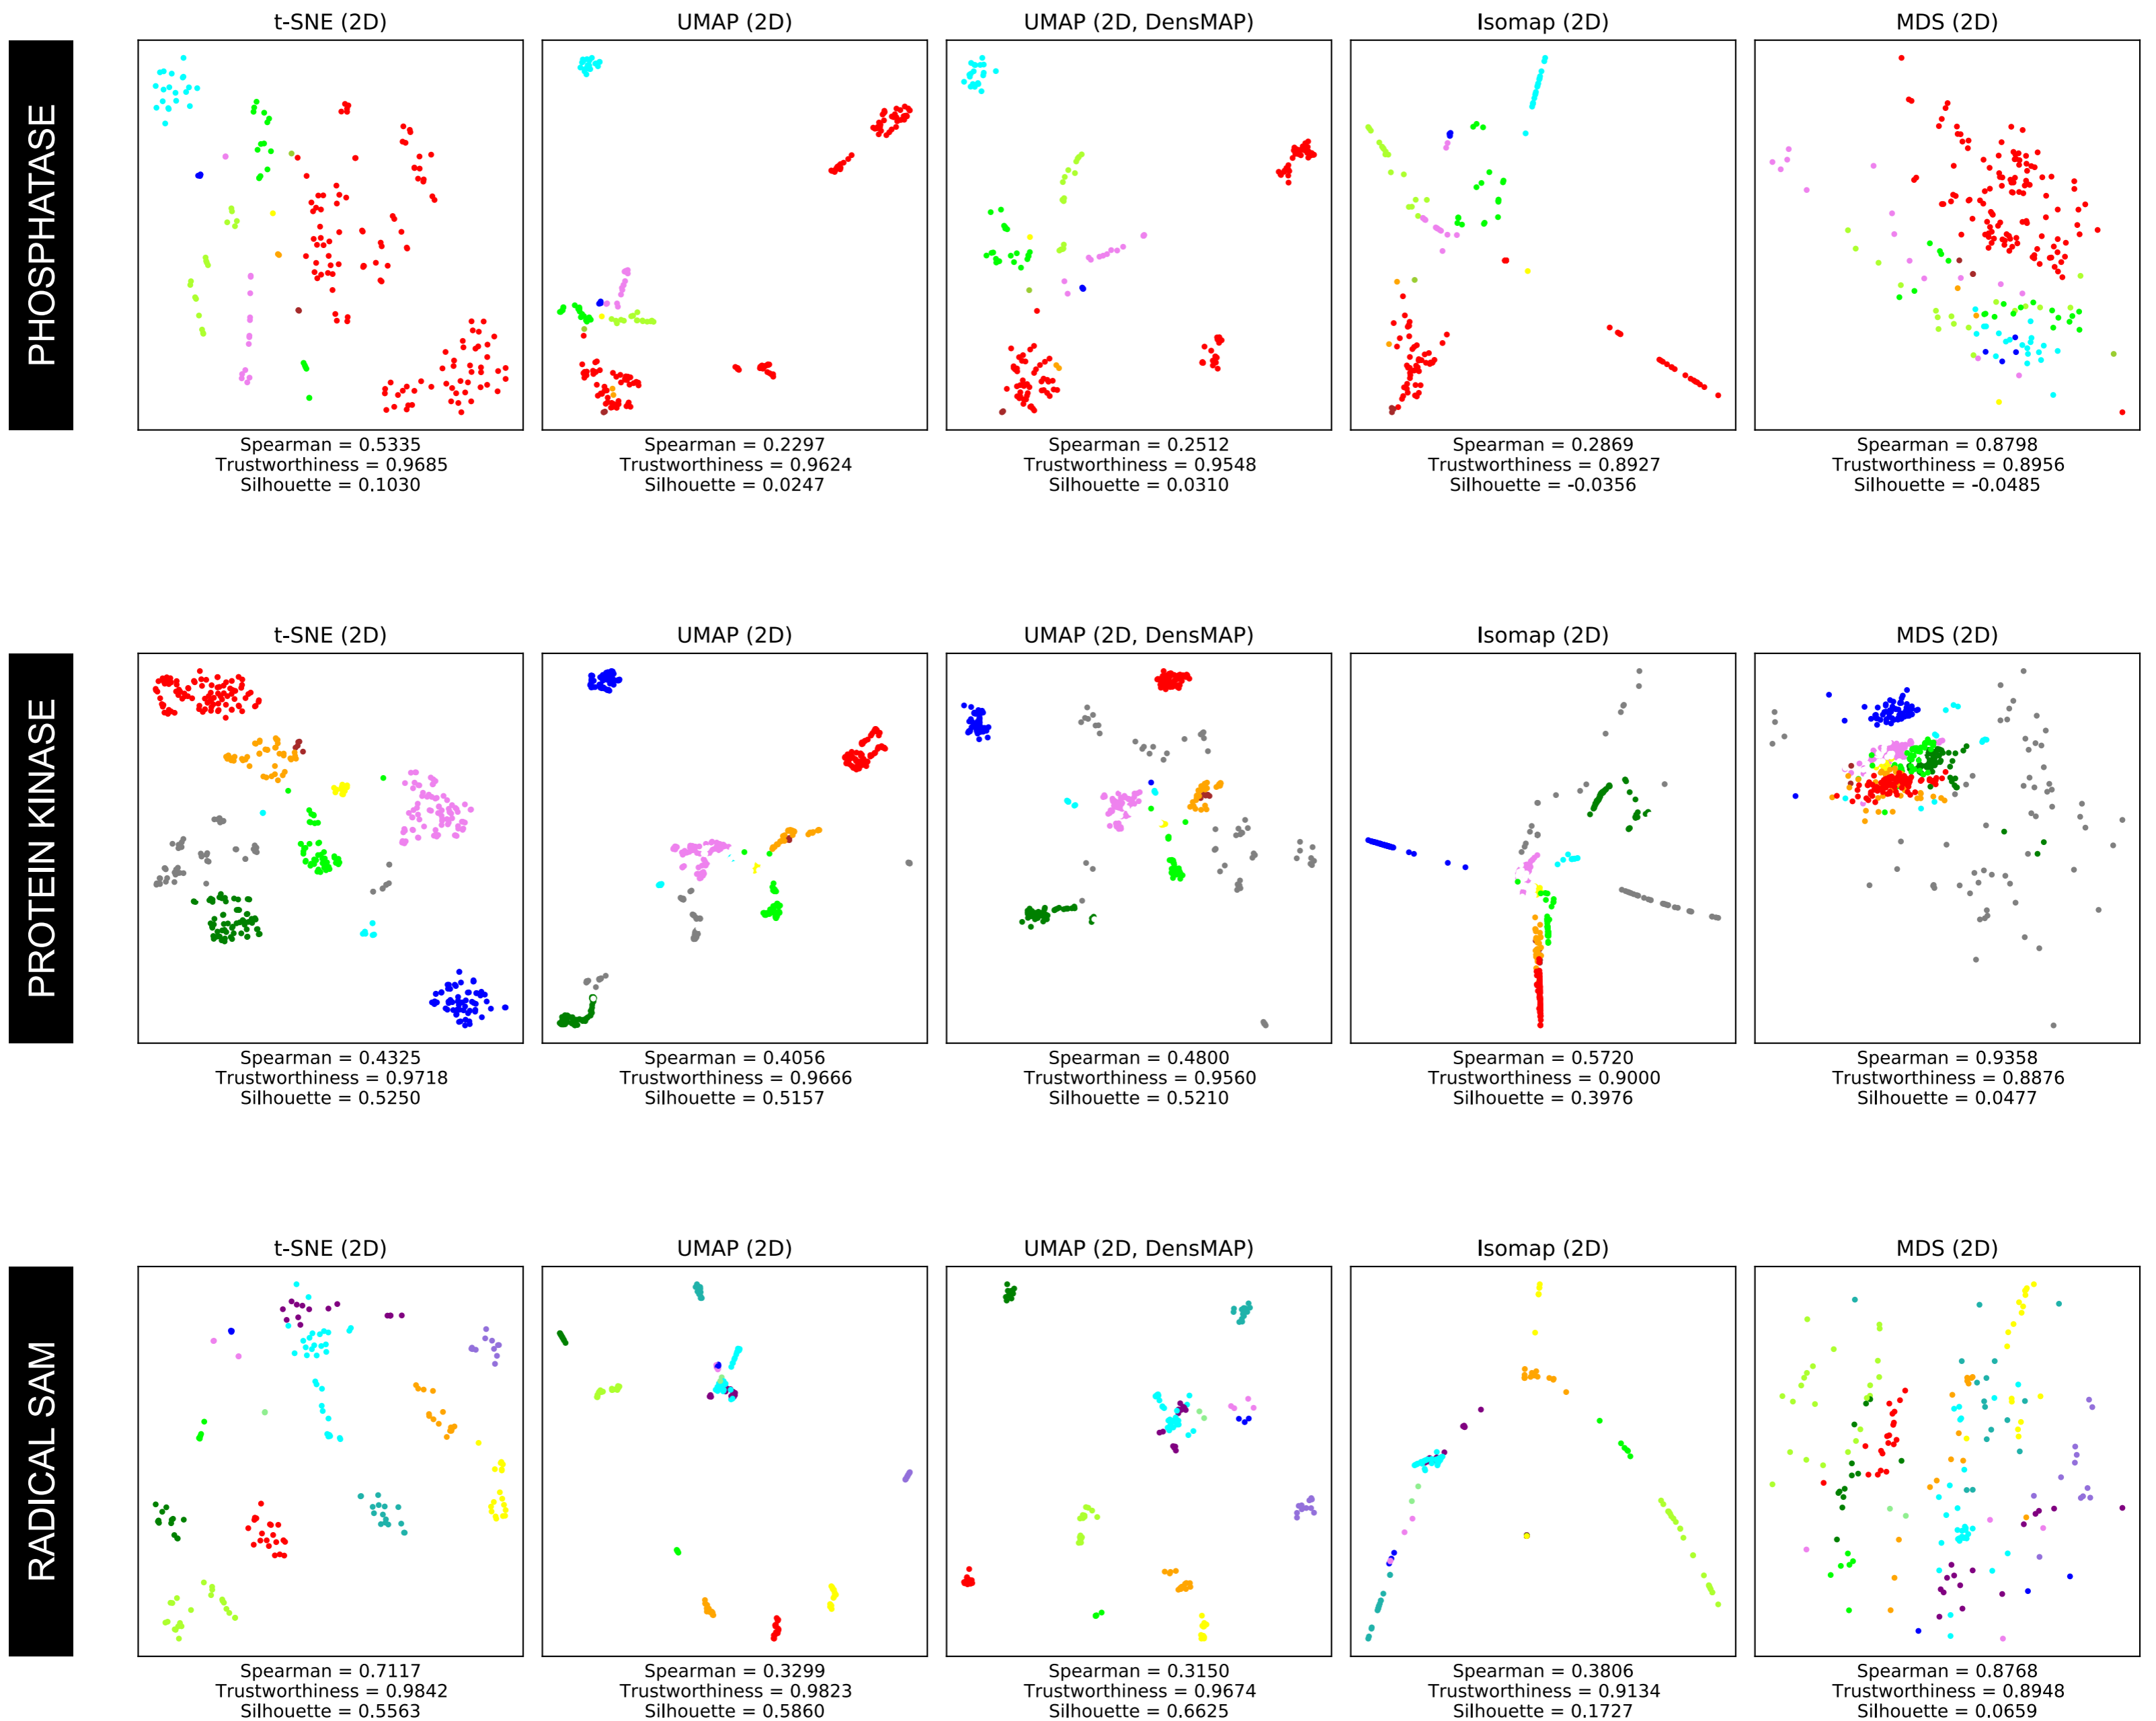 PHOSPHATASE
t-SNE (2D)
UMAP (2D)
UMAP (2D, DensMAP)
Isomap (2D)
MDS (2D)
Spearman = 0.5335
Trustworthiness = 0.9685
Silhouette = 0.1030
Spearman = 0.2297
Trustworthiness = 0.9624
Silhouette = 0.0247
Spearman = 0.2512
Trustworthiness = 0.9548
Silhouette = 0.0310
Spearman = 0.2869
Trustworthiness = 0.8927
Silhouette = -0.0356
Spearman = 0.8798
Trustworthiness = 0.8956
Silhouette = -0.0485
PROTEIN KINASE
t-SNE (2D)
UMAP (2D)
UMAP (2D, DensMAP)
Isomap (2D)
MDS (2D)
Spearman = 0.4325
Trustworthiness = 0.9718
Silhouette = 0.5250
Spearman = 0.4056
Trustworthiness = 0.9666
Silhouette = 0.5157
Spearman = 0.4800
Trustworthiness = 0.9560
Silhouette = 0.5210
Spearman = 0.5720
Trustworthiness = 0.9000
Silhouette = 0.3976
Spearman = 0.9358
Trustworthiness = 0.8876
Silhouette = 0.0477
RADICAL SAM
t-SNE (2D)
UMAP (2D)
UMAP (2D, DensMAP)
Isomap (2D)
MDS (2D)
Spearman = 0.7117
Trustworthiness = 0.9842
Silhouette = 0.5563
Spearman = 0.3299
Trustworthiness = 0.9823
Silhouette = 0.5860
Spearman = 0.3150
Trustworthiness = 0.9674
Silhouette = 0.6625
Spearman = 0.3806
Trustworthiness = 0.9134
Silhouette = 0.1727
Spearman = 0.8768
Trustworthiness = 0.8948
Silhouette = 0.0659